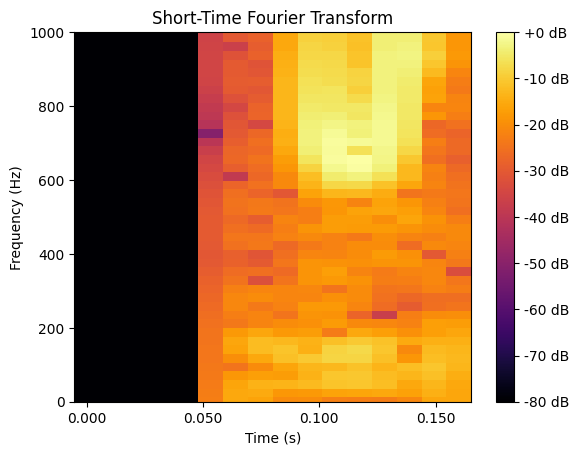 Short-Time Fourier Transform
1000
800
600
400
200
0
Frequency (Hz)
0.000
0.050
0.100
0.150
Time (s)
+0 dB
-10 dB
-20 dB
-30 dB
-40 dB
-50 dB
-60 dB
-70 dB
-80 dB